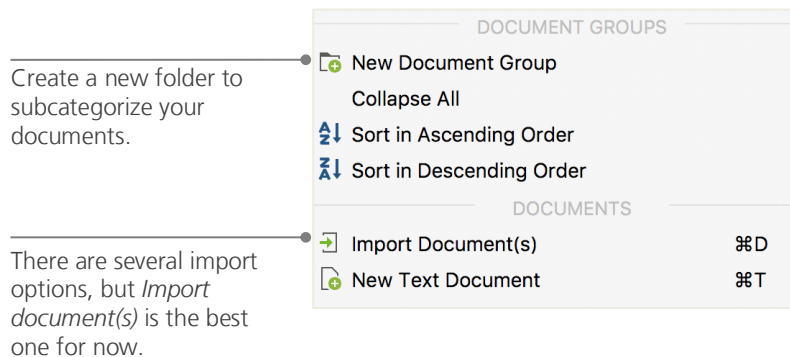 DOCUMENT GROUPS
New Document Group
Create a new folder to
subcategorize your
documents.
Collapse All
Sort in Ascending Order
Sort in Descending Order
DOCUMENTS
Import Document(s) ⌘D
New Text Document ⌘T
There are several import
options, but Import
document(s) is the best
one for now.